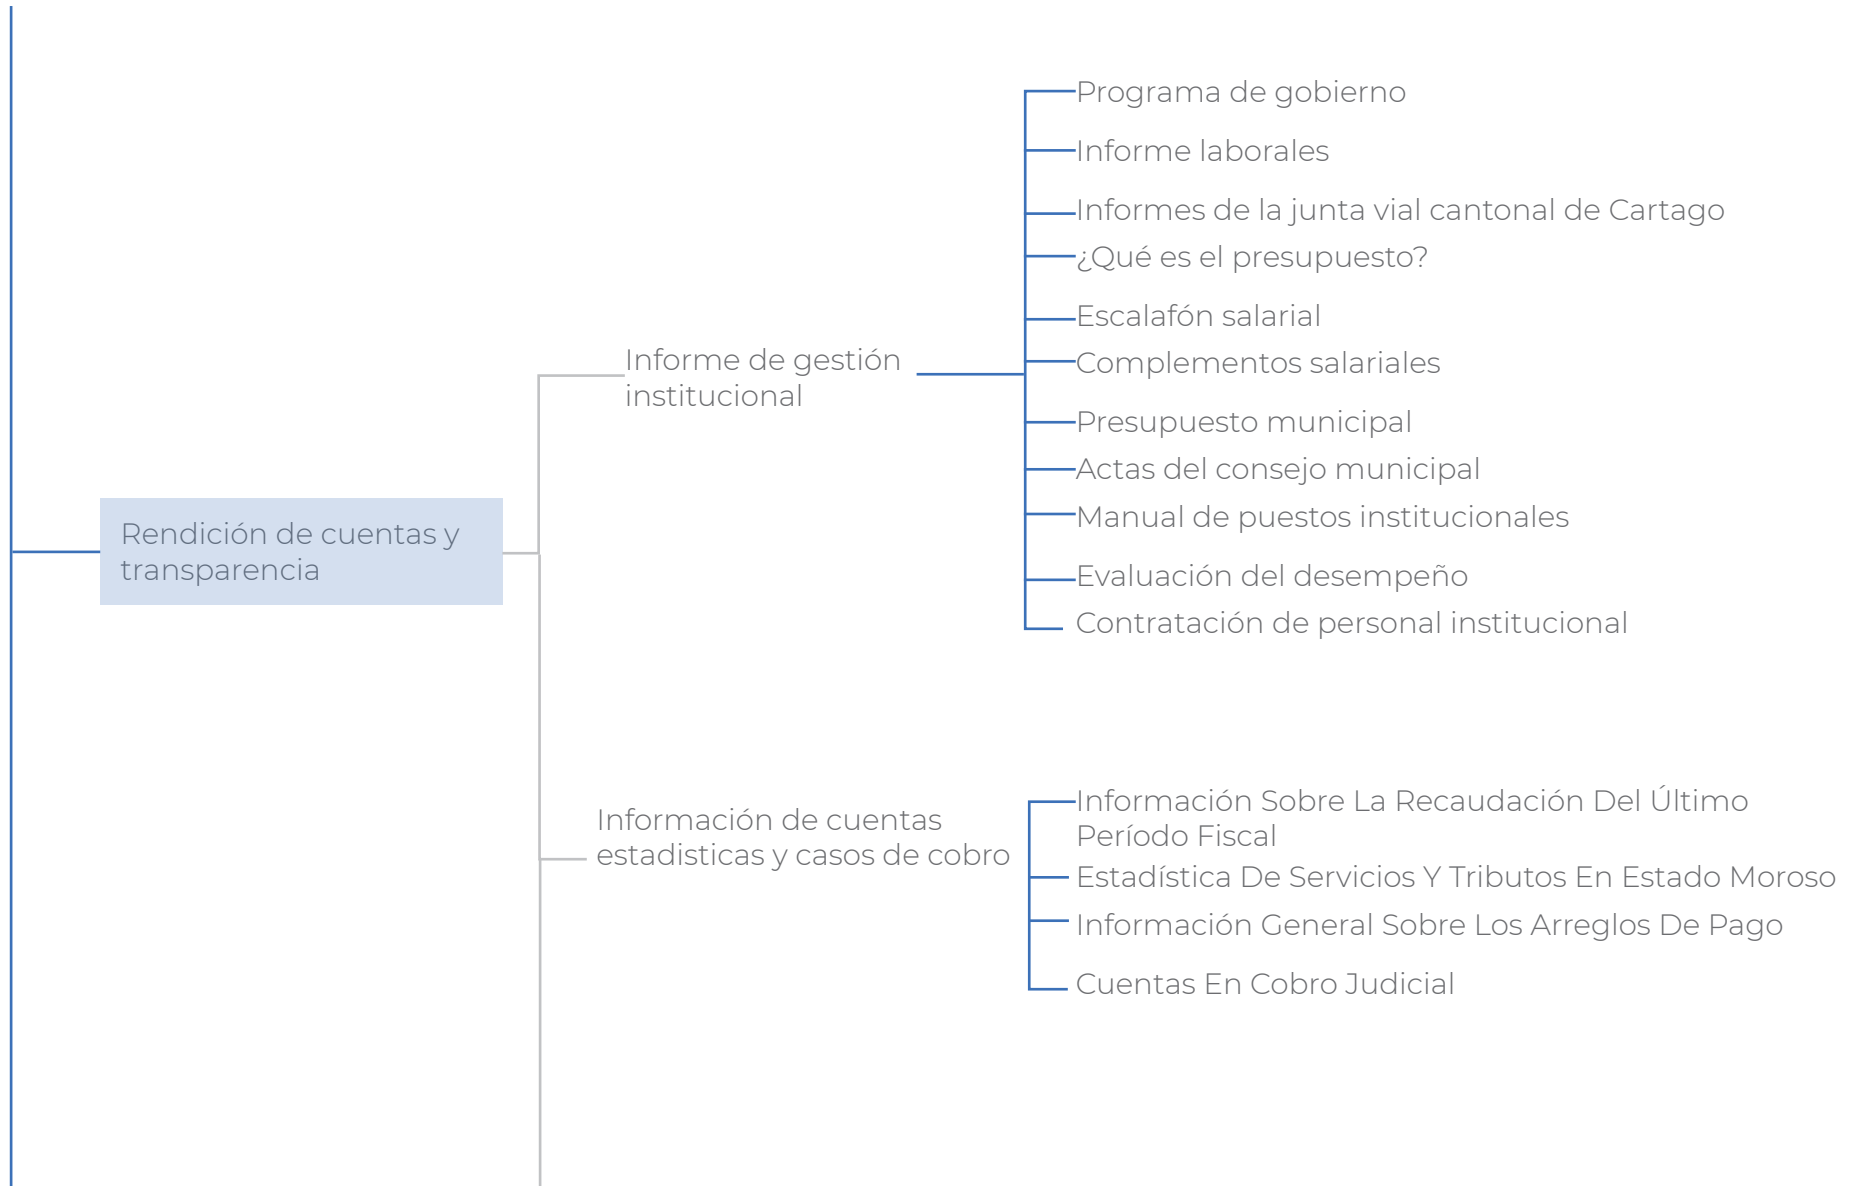 Rendición de cuentas y
transparencia
Informe de gestión
institucional
Programa de gobierno
Informe laborales
Informes de la junta vial cantonal de Cartago
¿Qué es el presupuesto?
Escalafón salarial
Complementos salariales
Presupuesto municipal
Actas del consejo municipal
Manual de puestos institucionales
Evaluación del desempeño
Contratación de personal institucional
Información de cuentas
estadisticas y casos de cobro
Información Sobre La Recaudación Del Último
Período Fiscal
Estadística De Servicios Y Tributos En Estado Moroso
Información General Sobre Los Arreglos De Pago
Cuentas En Cobro Judicial